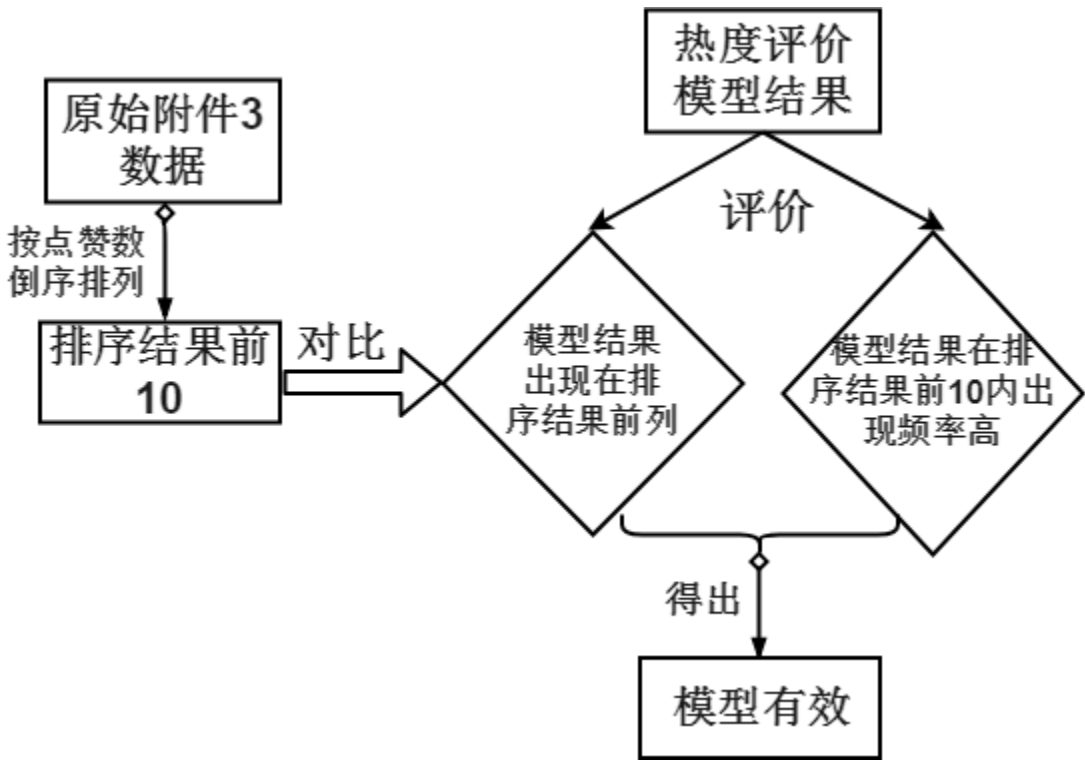 热度评价
模型结果
原始附件3
数据
评价
按点赞数
倒序排列
排序结果前
10
对比
模型结果
出现在排
序结果前列
模型结果在排
序结果前10内出
现频率高
得出
模型有效